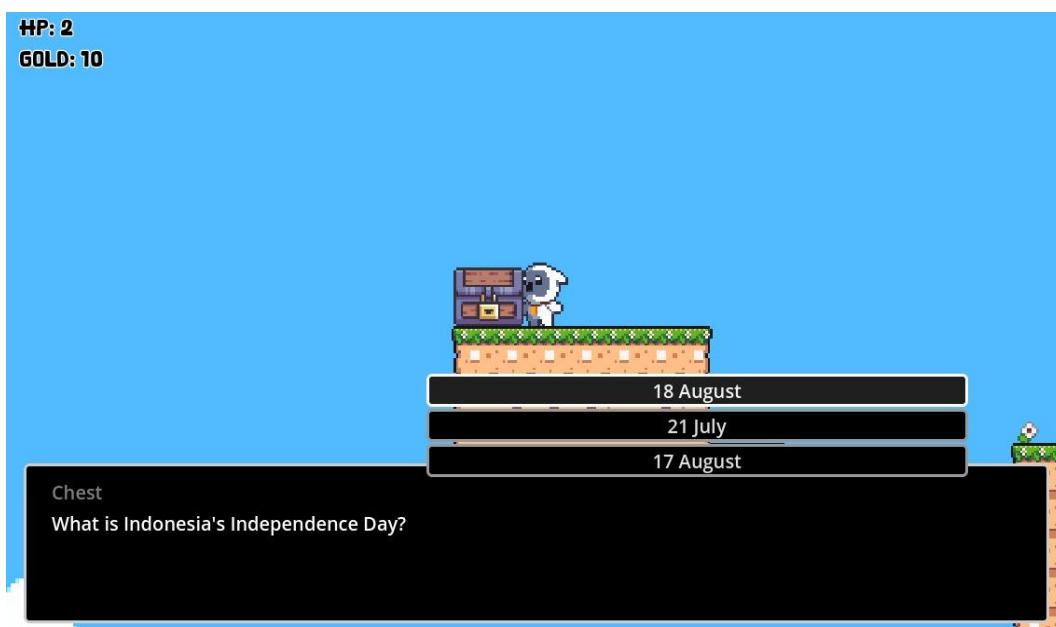 HP: 2
GOLD: 10
18 August
21 July
17 August
Chest
What is Indonesia's Independence Day?